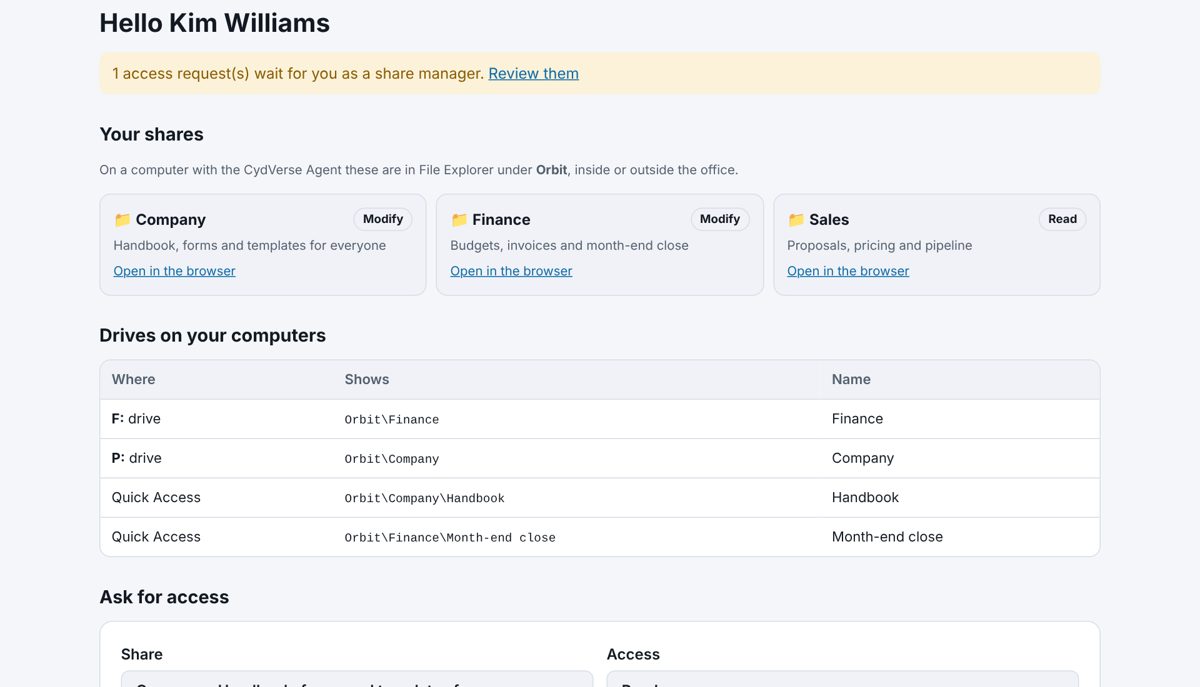 Hello Kim Williams
1 access request(s) wait for you as a share manager. Review them
Your shares
On a computer with the CydVerse Agent these are in File Explorer under Orbit, inside or outside the office.
Company Modify
Handbook, forms and templates for everyone
Open in the browser
Finance Modify
Budgets, invoices and month-end close
Open in the browser
Sales Read
Proposals, pricing and pipeline
Open in the browser
Drives on your computers
Where Shows Name
F: drive Orbit\Finance Finance
P: drive Orbit\Company Company
Quick Access Orbit\Company\Handbook Handbook
Quick Access Orbit\Finance\Month-end close Month-end close
Ask for access
Share Access